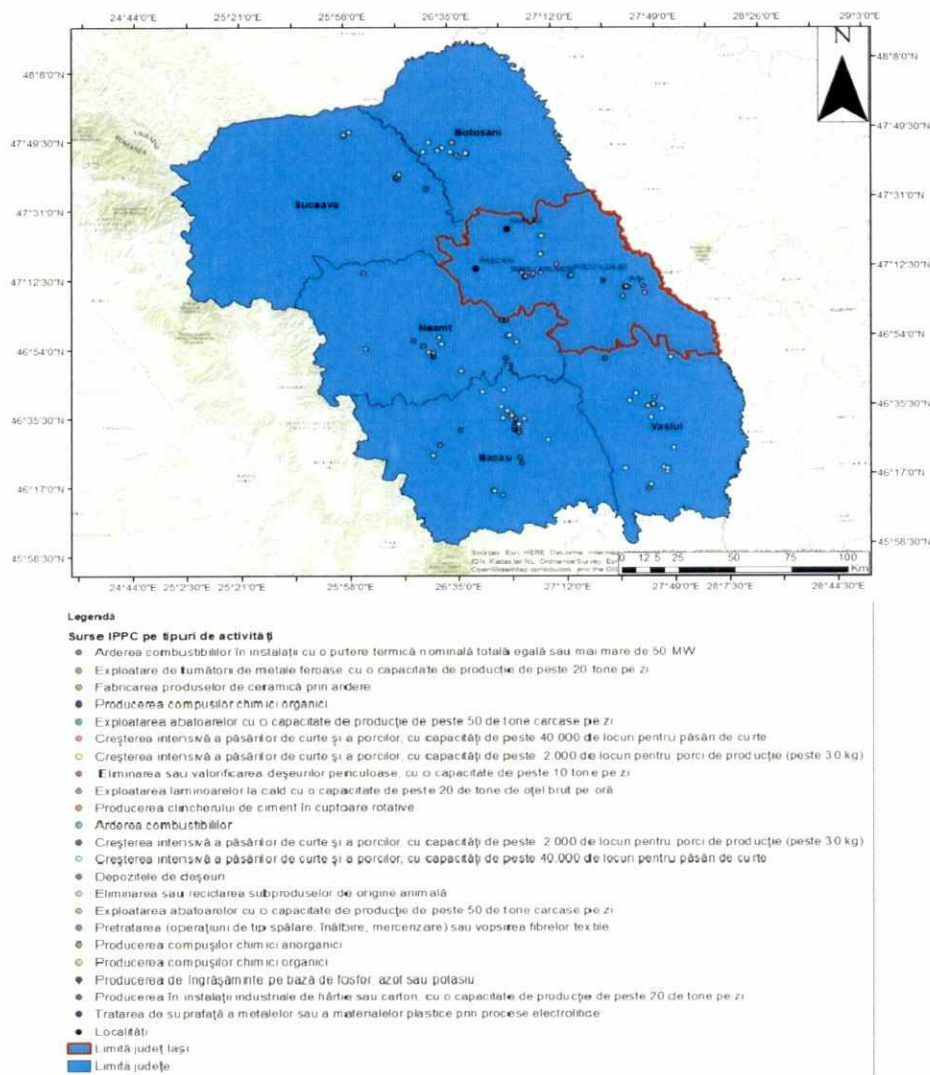 24°44'0"E 25°21'0"E 25°58'0"E 26°35'0"E 27°12'0"E 27°49'0"E 28°26'0"E 29°3'0"E
N
48°8'0"N 48°8'0"N
47°49'30"N 47°49'30"N
47°31'0"N 47°31'0"N
47°12'30"N 47°12'30"N
46°54'0"N 46°54'0"N
46°35'30"N 46°35'30"N
46°17'0"N 46°17'0"N
45°58'30"N 45°58'30"N
Botosani
Suceava
PAȘCANI
Neamt
Vaslui
Bacau
0 12,5 25 50 75 100
Km
24°44'0"E 25°2'30"E 25°21'0"E 25°58'0"E 26°35'0"E 27°12'0"E 27°49'0"E 28°7'30"E 28°44'30"E
Legendă
Surse IPPC pe tipuri de activități
Arderea combustibililor în instalații cu o putere termică nominală totală egală sau mai mare de 50 MW
Exploatare de turnătorii de metale feroase cu o capacitate de producție de peste 20 tone pe zi
Fabricarea produselor de ceramică prin ardere
Producerea compușilor chimici organici
Exploatarea abatoarelor cu o capacitate de producție de peste 50 de tone carcase pe zi
Creșterea intensivă a păsărilor de curte și a porcilor, cu capacități de peste 40.000 de locuri pentru păsări de curte
Creșterea intensivă a păsărilor de curte și a porcilor, cu capacități de peste 2.000 de locuri pentru porci de producție (peste 30 kg)
Eliminarea sau valorificarea deșeurilor periculoase, cu o capacitate de peste 10 tone pe zi
Exploatarea laminoarelor la cald cu o capacitate de peste 20 de tone de oțel brut pe oră
Producerea clincherului de ciment în cuptoare rotative
Arderea combustibililor
Creșterea intensivă a păsărilor de curte și a porcilor, cu capacități de peste 2.000 de locuri pentru porci de producție (peste 30 kg)
Creșterea intensivă a păsărilor de curte și a porcilor, cu capacități de peste 40.000 de locuri pentru păsări de curte
Depozitele de deșeuri
Eliminarea sau reciclarea subproduselor de origine animală
Exploatarea abatoarelor cu o capacitate de producție de peste 50 de tone carcase pe zi
Pretratarea (operațiuni de tip spălare, înălbire, mercerizare) sau vopsirea fibrelor textile
Producerea compușilor chimici anorganici
Producerea compușilor chimici organici
Producerea de îngrășăminte pe bază de fosfor, azot sau potasiu
Producerea în instalații industriale de hârtie sau carton, cu o capacitate de producție de peste 20 de tone pe zi
Tratarea de suprafață a metalelor sau a materialelor plastice prin procese electrolitice
Localități
Limită județ Iași
Limită județe